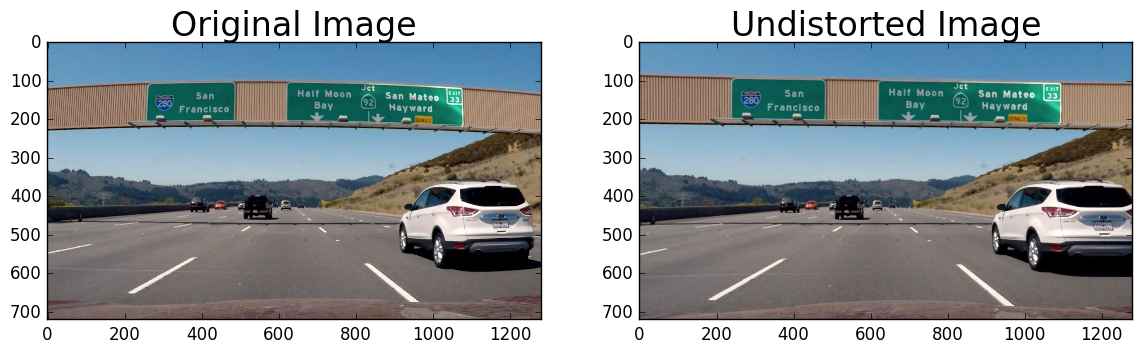 Original Image
0
100
200
300
400
500
600
700
0
200
400
600
800
1000
1200
280
San
Francisco
Half Moon
Bay
Jct
92
San Mateo
Hayward
EXIT
33
ONLY
Undistorted Image
0
100
200
300
400
500
600
700
0
200
400
600
800
1000
1200
280
San
Francisco
Half Moon
Bay
Jct
92
San Mateo
Hayward
EXIT
33
ONLY